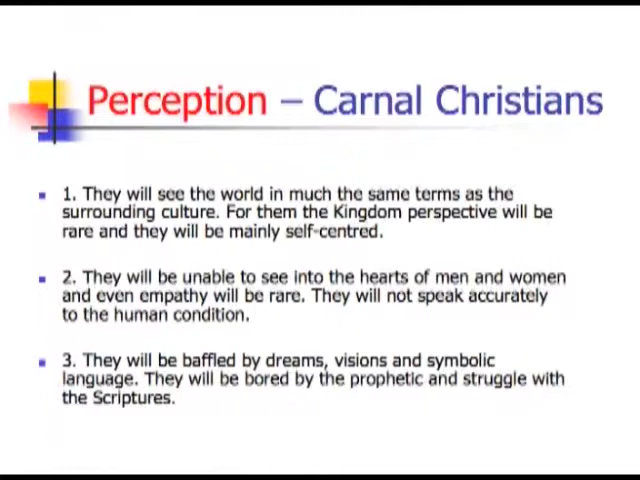 Perception – Carnal Christians
1. They will see the world in much the same terms as the
surrounding culture. For them the Kingdom perspective will be
rare and they will be mainly self-centred.
2. They will be unable to see into the hearts of men and women
and even empathy will be rare. They will not speak accurately
to the human condition.
3. They will be baffled by dreams, visions and symbolic
language. They will be bored by the prophetic and struggle with
the Scriptures.